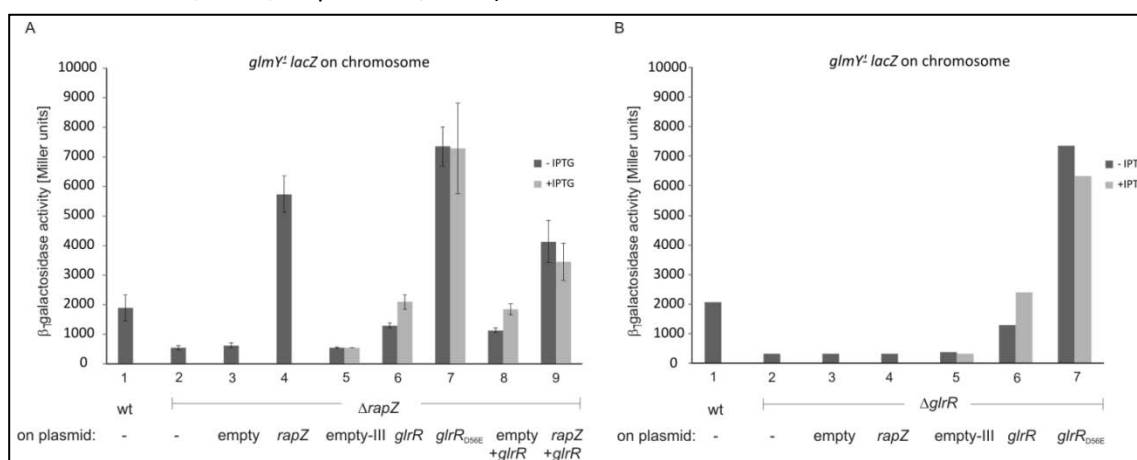 A
glmY' lacZ on chromosome
β-galactosidase activity [Miller units]
10000
9000
8000
7000
6000
5000
4000
3000
2000
1000
0
- IPTG
+IPTG
1 2 3 4 5 6 7 8 9
wt ΔrapZ
on plasmid: - - empty rapZ empty-III glrR glrR D56E empty rapZ
+glrR +glrR
B
glmY' lacZ on chromosome
β-galactosidase activity [Miller units]
10000
9000
8000
7000
6000
5000
4000
3000
2000
1000
0
- IPT
+IPT
1 2 3 4 5 6 7
wt ΔglrR
on plasmid: - - empty rapZ empty-III glrR glrR D56E